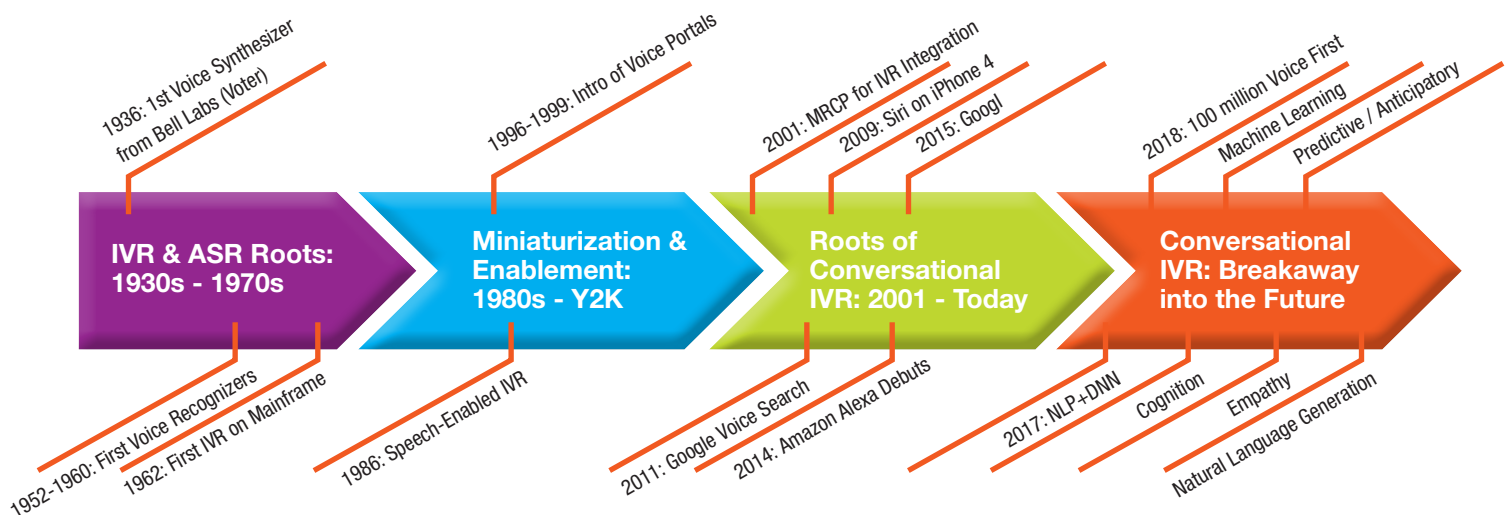 1936: 1st Voice Synthesizer
from Bell Labs (Voter)
1996-1999: Intro of Voice Portals
2001: MRCP for IVR Integration
2009: Siri on iPhone 4
2015: Googl
2018: 100 million Voice First
Machine Learning
Predictive / Anticipatory
IVR & ASR Roots:
1930s - 1970s
Miniaturization &
Enablement:
1980s - Y2K
Roots of
Conversational
IVR: 2001 - Today
Conversational
IVR: Breakaway
into the Future
1952-1960: First Voice Recognizers
1962: First IVR on Mainframe
1986: Speech-Enabled IVR
2011: Google Voice Search
2014: Amazon Alexa Debuts
2017: NLP+DNN
Cognition
Empathy
Natural Language Generation